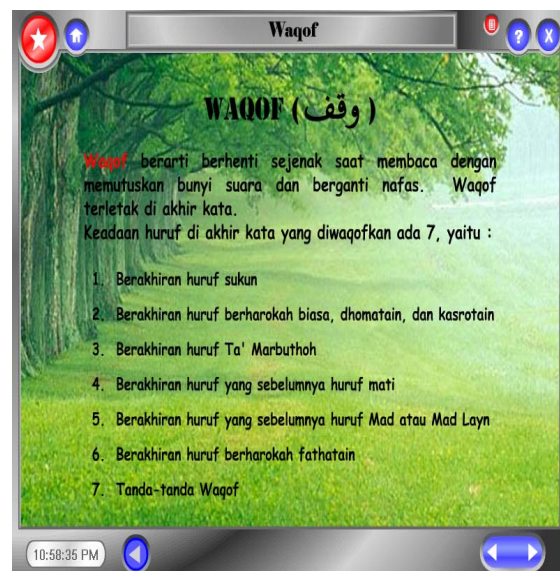 Waqof
? X
WAQOF (وقف)
Waqof berarti berhenti sejenak saat membaca dengan
memutuskan bunyi suara dan berganti nafas. Waqof
terletak di akhir kata.
Keadaan huruf di akhir kata yang diwaqofkan ada 7, yaitu :
1. Berakhiran huruf sukun
2. Berakhiran huruf berharokah biasa, dhomatain, dan kasrotain
3. Berakhiran huruf Ta' Marbuthoh
4. Berakhiran huruf yang sebelumnya huruf mati
5. Berakhiran huruf yang sebelumnya huruf Mad atau Mad Layn
6. Berakhiran huruf berharokah fathatain
7. Tanda-tanda Waqof
10:58:35 PM